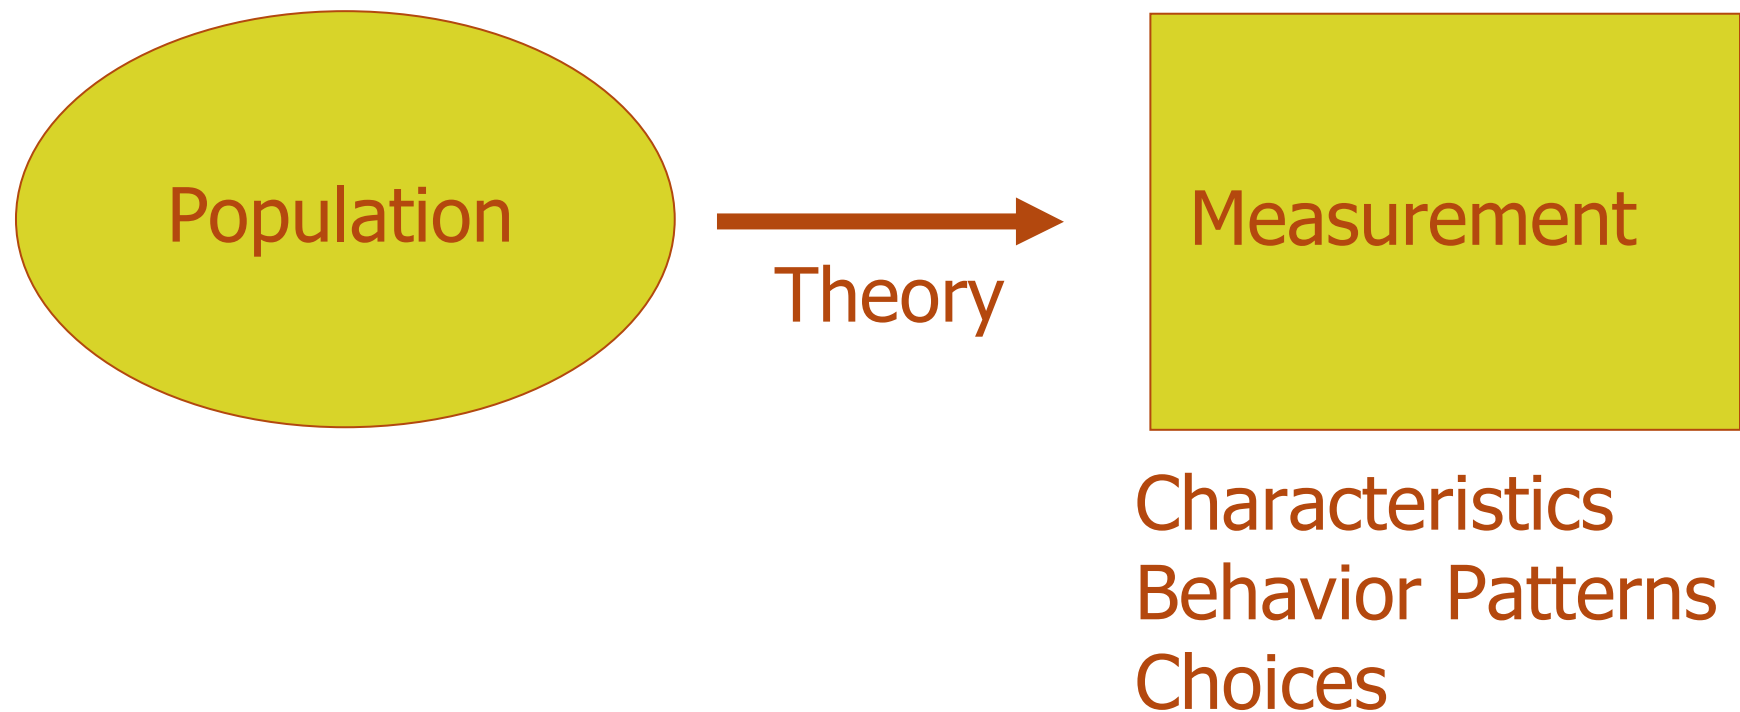 Population
Theory
Measurement
Characteristics
Behavior Patterns
Choices